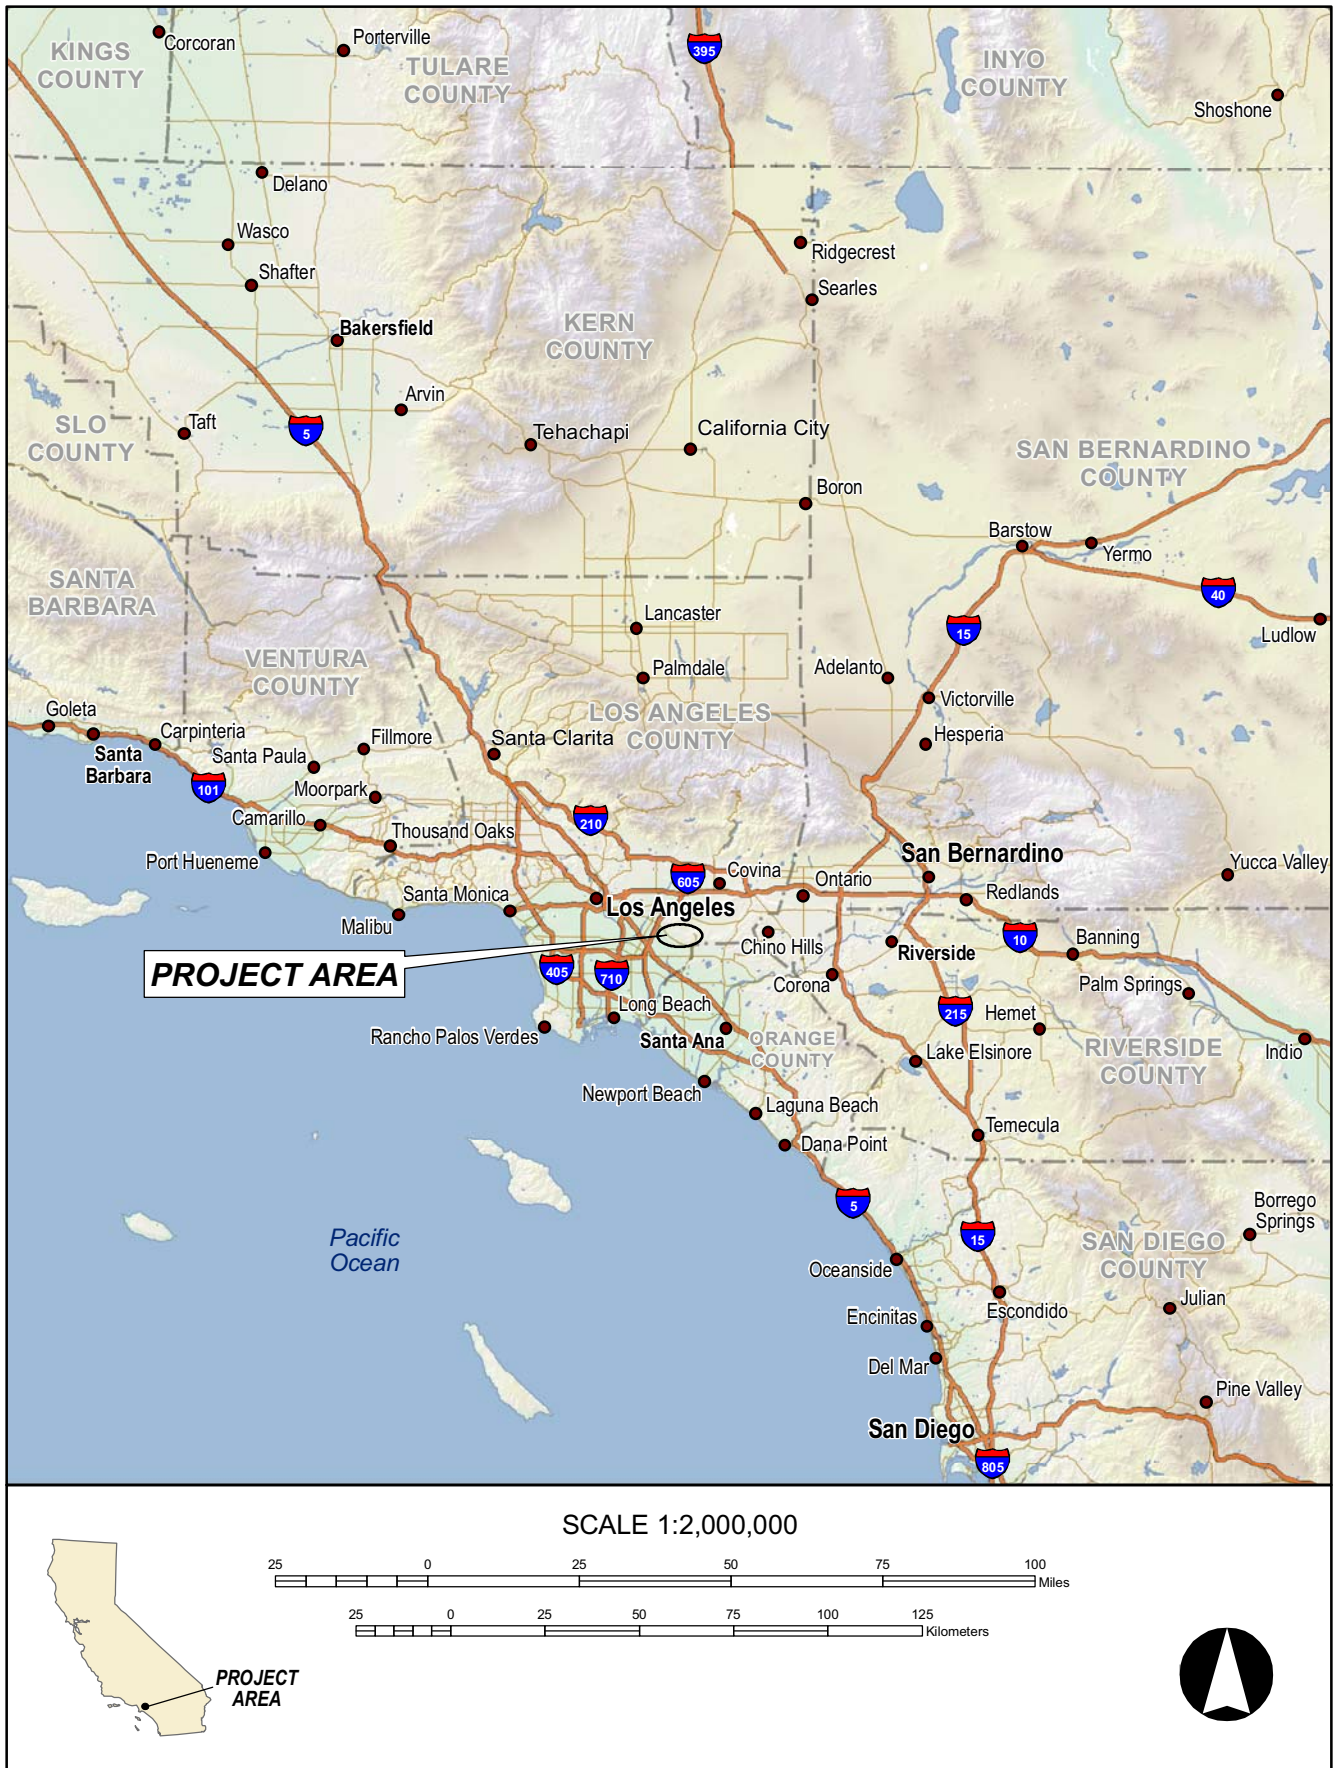 Corcoran
Porterville
KINGS
COUNTY
TULARE
COUNTY
395
INYO
COUNTY
Shoshone
Delano
Wasco
Shafter
Ridgecrest
Searles
Bakersfield
KERN
COUNTY
Arvin
Taft
SLO
COUNTY
5
Tehachapi
California City
SAN BERNARDINO
COUNTY
Boron
Barstow
Yermo
SANTA
BARBARA
40
Ludlow
Lancaster
15
VENTURA
COUNTY
Palmdale
Adelanto
Victorville
LOS ANGELES
COUNTY
Goleta
Santa
Barbara
Carpinteria
Santa Paula
Fillmore
Santa Clarita
Hesperia
101
Moorpark
Camarillo
Thousand Oaks
210
Port Hueneme
San Bernardino
Yucca Valley
605
Covina
Ontario
Redlands
Santa Monica
Los Angeles
Malibu
Chino Hills
Riverside
10
Banning
PROJECT AREA
405
710
Corona
Palm Springs
Long Beach
215
Hemet
Rancho Palos Verdes
Santa Ana
ORANGE
COUNTY
Lake Elsinore
RIVERSIDE
COUNTY
Indio
Newport Beach
Laguna Beach
Temecula
Dana Point
5
Borrego
Springs
Pacific
Ocean
15
SAN DIEGO
COUNTY
Oceanside
Escondido
Julian
Encinitas
Del Mar
Pine Valley
San Diego
805
SCALE 1:2,000,000
25 0 25 50 75 100
Miles
25 0 25 50 75 100 125
Kilometers
PROJECT
AREA